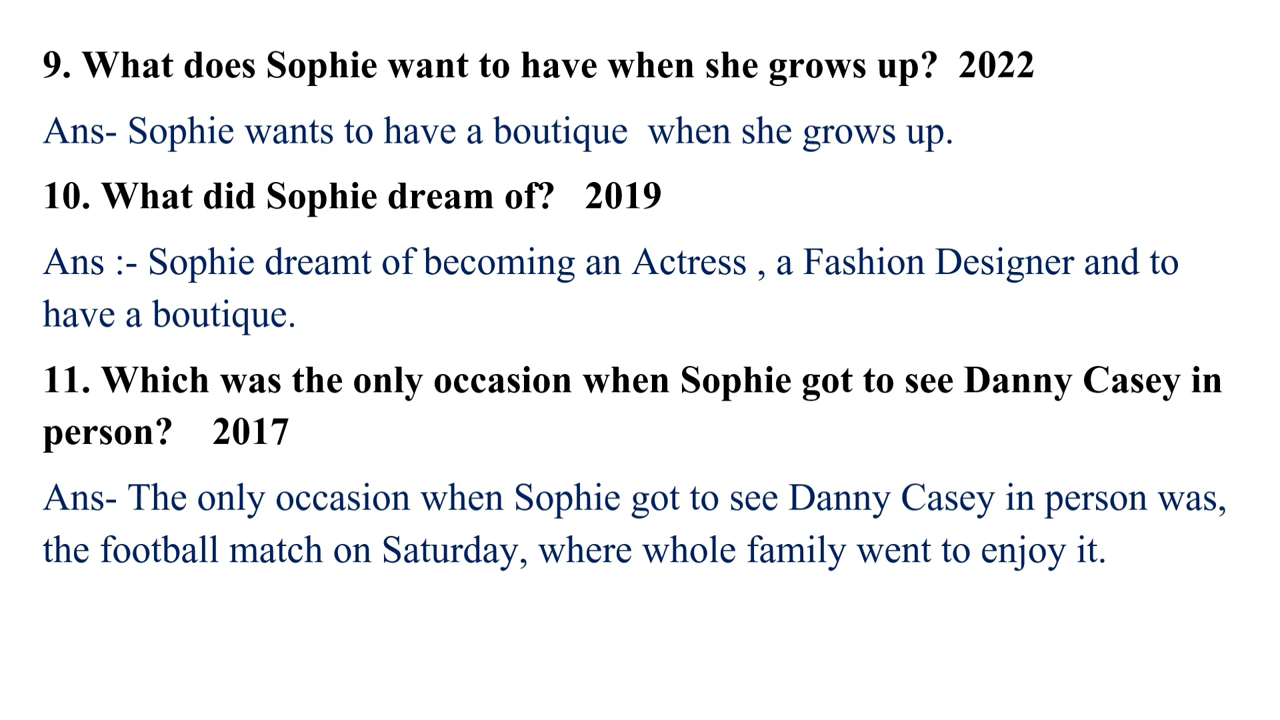 9. What does Sophie want to have when she grows up? 2022
Ans- Sophie wants to have a boutique when she grows up.
10. What did Sophie dream of? 2019
Ans :- Sophie dreamt of becoming an Actress , a Fashion Designer and to
have a boutique.
11. Which was the only occasion when Sophie got to see Danny Casey in
person? 2017
Ans- The only occasion when Sophie got to see Danny Casey in person was,
the football match on Saturday, where whole family went to enjoy it.